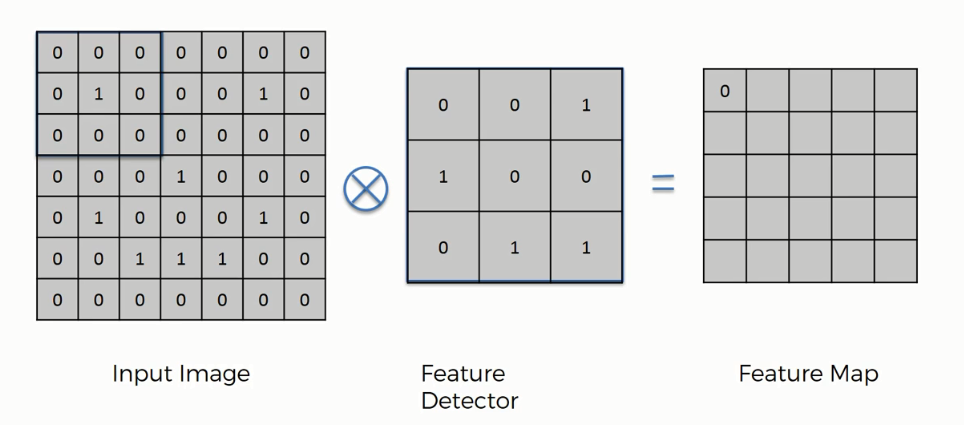 0 0 0 0 0 0 0
0 1 0 0 0 1 0
0 0 0 0 0 0 0
0 0 0 1 0 0 0
0 1 0 0 0 1 0
0 0 1 1 1 0 0
0 0 0 0 0 0 0
0 0 1
1 0 0
0 1 1
=
0
Input Image
Feature
Detector
Feature Map